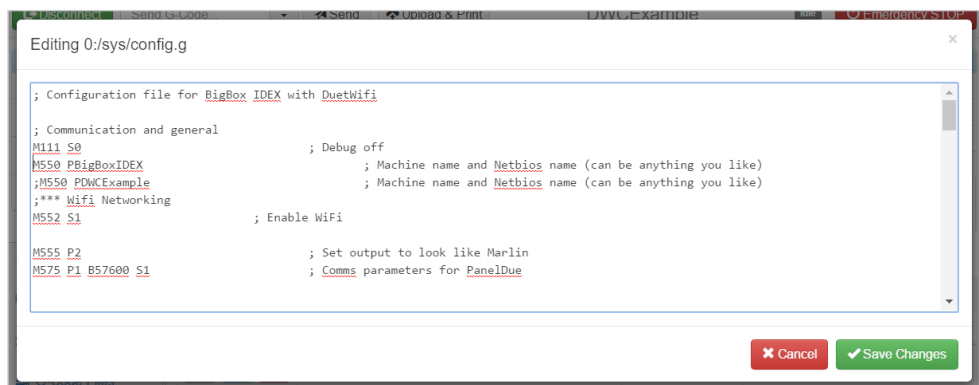 Disconnect Send G-Code... Send Upload & Print DWCExample Idle Emergency STOP
Editing 0:/sys/config.g ×
; Configuration file for BigBox IDEX with DuetWifi
; Communication and general
M111 S0 ; Debug off
M550 PBigBoxIDEX ; Machine name and Netbios name (can be anything you like)
;M550 PDWCExample ; Machine name and Netbios name (can be anything you like)
;*** Wifi Networking
M552 S1 ; Enable WiFi
M555 P2 ; Set output to look like Marlin
M575 P1 B57600 S1 ; Comms parameters for PanelDue
Cancel Save Changes
G-Code Files